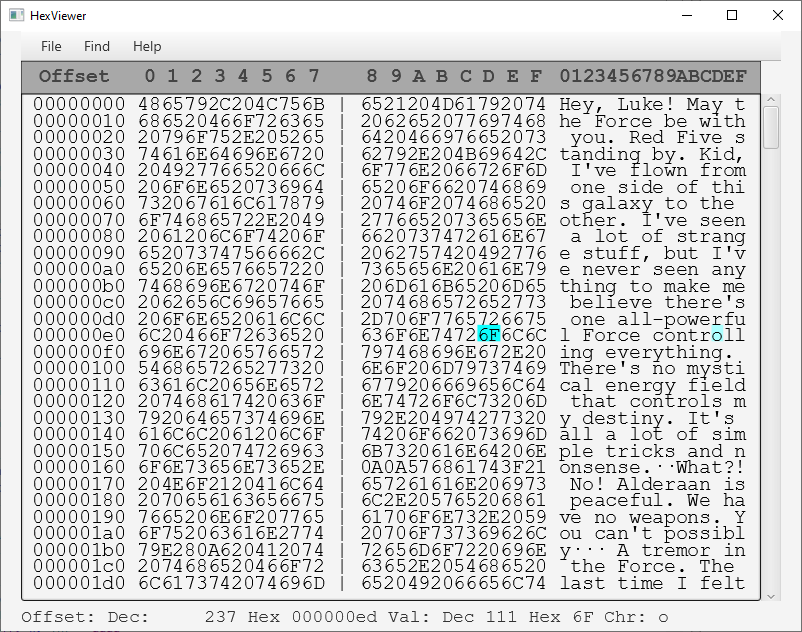 HexViewer
File Find Help
Offset 0 1 2 3 4 5 6 7 8 9 A B C D E F 0123456789ABCDEF
00000000 4865792C204C756B | 6521204D61792074 Hey, Luke! May t
00000010 686520466F726365 | 2062652077697468 he Force be with
00000020 20796F752E205265 | 6420466976652073 you. Red Five s
00000030 74616E64696E6720 | 62792E204B69642C tanding by. Kid,
00000040 204927766520666C | 6F776E2066726F6D I've flown from
00000050 206F6E6520736964 | 65206F6620746869 one side of thi
00000060 732067616C617879 | 20746F2074686520 s galaxy to the
00000070 6F746865722E2049 | 277665207365656E other. I've seen
00000080 2061206C6F74206F | 6620737472616E67 a lot of strang
00000090 652073747566662C | 2062757420492776 e stuff, but I'v
000000a0 65206E6576657220 | 7365656E20616E79 e never seen any
000000b0 7468696E6720746F | 206D616B65206D65 thing to make me
000000c0 2062656C69657665 | 2074686572652773 believe there's
000000d0 206F6E6520616C6C | 2D706F7765726675 one all-powerfu
000000e0 6C20466F72636520 | 636F6E74726F6C6C l Force controll
000000f0 696E672065766572 | 797468696E672E20 ing everything.
00000100 5468657265277320 | 6E6F206D79737469 There's no mysti
00000110 63616C20656E6572 | 6779206669656C64 cal energy field
00000120 207468617420636F | 6E74726F6C73206D that controls m
00000130 792064657374696E | 792E204974277320 y destiny. It's
00000140 616C6C2061206C6F | 74206F662073696D all a lot of sim
00000150 706C652074726963 | 6B7320616E64206E ple tricks and n
00000160 6F6E73656E73652E | 0A0A576861743F21 onsense.··What?!
00000170 204E6F2120416C64 | 657261616E206973 No! Alderaan is
00000180 2070656163656675 | 6C2E205765206861 peaceful. We ha
00000190 7665206E6F207765 | 61706F6E732E2059 ve no weapons. Y
000001a0 6F752063616E2774 | 20706F737369626C ou can't possibl
000001b0 79E280A620412074 | 72656D6F7220696E y··· A tremor in
000001c0 2074686520466F72 | 63652E2054686520 the Force. The
000001d0 6C6173742074696D | 6520492066656C74 last time I felt
Offset: Dec: 237 Hex 000000ed Val: Dec 111 Hex 6F Chr: o